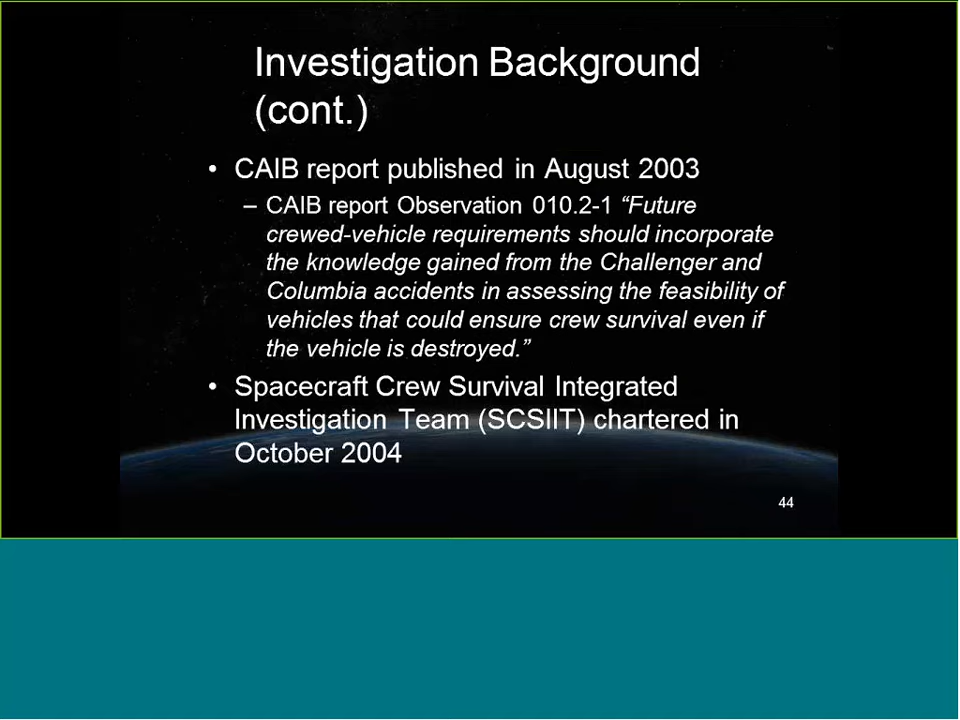 Investigation Background
(cont.)
• CAIB report published in August 2003
– CAIB report Observation 010.2-1 “Future
crewed-vehicle requirements should incorporate
the knowledge gained from the Challenger and
Columbia accidents in assessing the feasibility of
vehicles that could ensure crew survival even if
the vehicle is destroyed.”
• Spacecraft Crew Survival Integrated
Investigation Team (SCSIIT) chartered in
October 2004
44